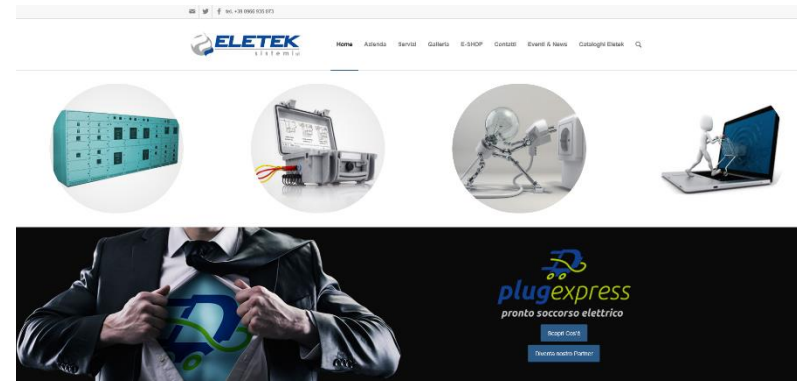 tel. +39 0966 935 073
ELETEK
sistemi
Home Azienda Servizi Galleria E-SHOP Contatti Eventi & News Cataloghi Eletek
plugexpress
pronto soccorso elettrico
Scopri Cos'è
Diventa nostro Partner